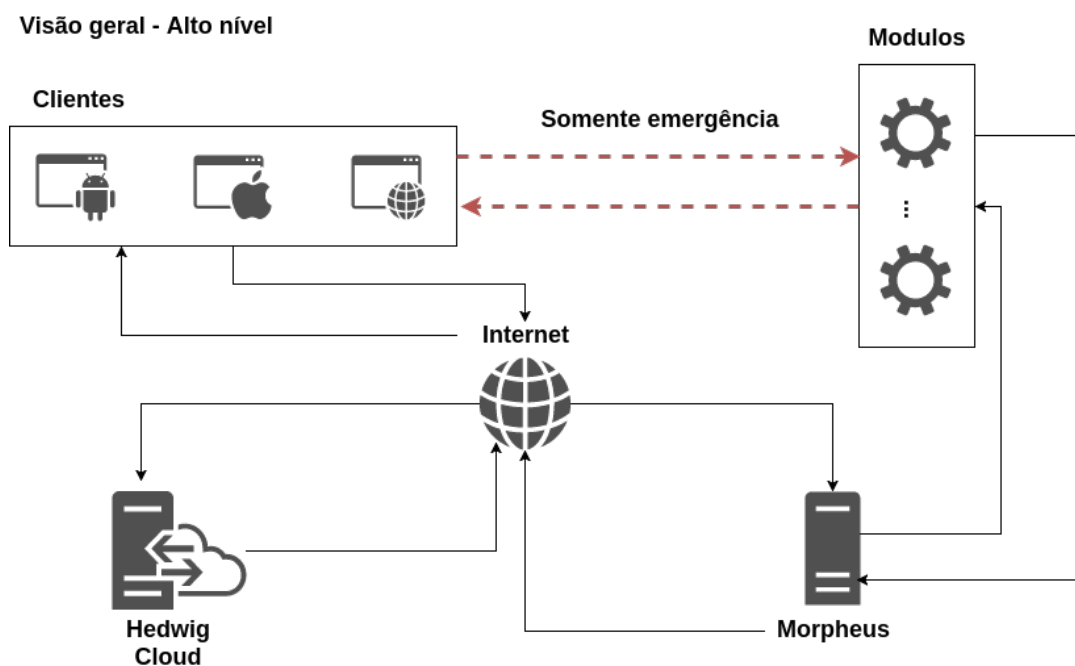 Visão geral - Alto nível
Modulos
Clientes
Somente emergência
...
Internet
Hedwig
Cloud
Morpheus